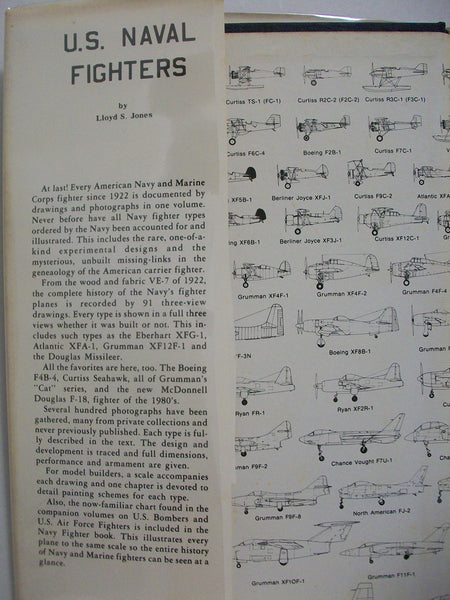 U.S. NAVAL
FIGHTERS
by
Lloyd S. Jones
At last! Every American Navy and Marine
Corps fighter since 1922 is documented by
drawings and photographs in one volume.
Never before have all Navy fighter types
ordered by the Navy been accounted for and
illustrated. This includes the rare, one-of-a-
kind experimental designs and the
mysterious, unbuilt missing-links in the
geneaology of the American carrier fighter.
From the wood and fabric VE-7 of 1922,
the complete history of the Navy's fighter
planes is recorded by 91 three-view
drawings. Every type is shown in a full three
views whether it was built or not. This in-
cludes such types as the Eberhart XFG-1,
Atlantic XFA-1, Grumman XF12F-1 and
the Douglas Missileer.
All the favorites are here, too. The Boeing
F4B-4, Curtiss Seahawk, all of Grumman's
"Cat" series, and the new McDonnell
Douglas F-18, fighter of the 1980's.
Several hundred photographs have been
gathered, many from private collections and
never previously published. Each type is ful-
ly described in the text. The design and
development is traced and full dimensions,
performance and armament are given.
For model builders, a scale accompanies
each drawing and one chapter is devoted to
detail painting schemes for each type.
Also, the now-familiar chart found in the
companion volumes on U.S. Bombers and
U.S. Air Force Fighters is included in the
Navy Fighter book. This illustrates every
plane to the same scale so the entire history
of Navy and Marine fighters can be seen at a
glance.
Curtiss TS-1 (FC-1) Curtiss R2C-2 (F2C-2) Curtiss R3C-1 (F3C-1)
Curtiss F6C-4 Boeing F2B-1 Curtiss F7C-1
XF5B-1 Berliner Joyce XFJ-1 Curtiss F9C-2 Atlantic XFA
XF6B-1 Berliner Joyce XF3J-1 Curtiss XF12C-1 Gr
Grumman XF4F-1 Grumman XF4F-2 F4F-4
F-3N Boeing XF8B-1 Grumman
Ryan FR-1 Ryan XF2R-1
F9F-2 Chance Vought F7U-1 Cha
Grumman F9F-8 North American FJ-2
Grumman XF10F-1 Grumman F11F-1